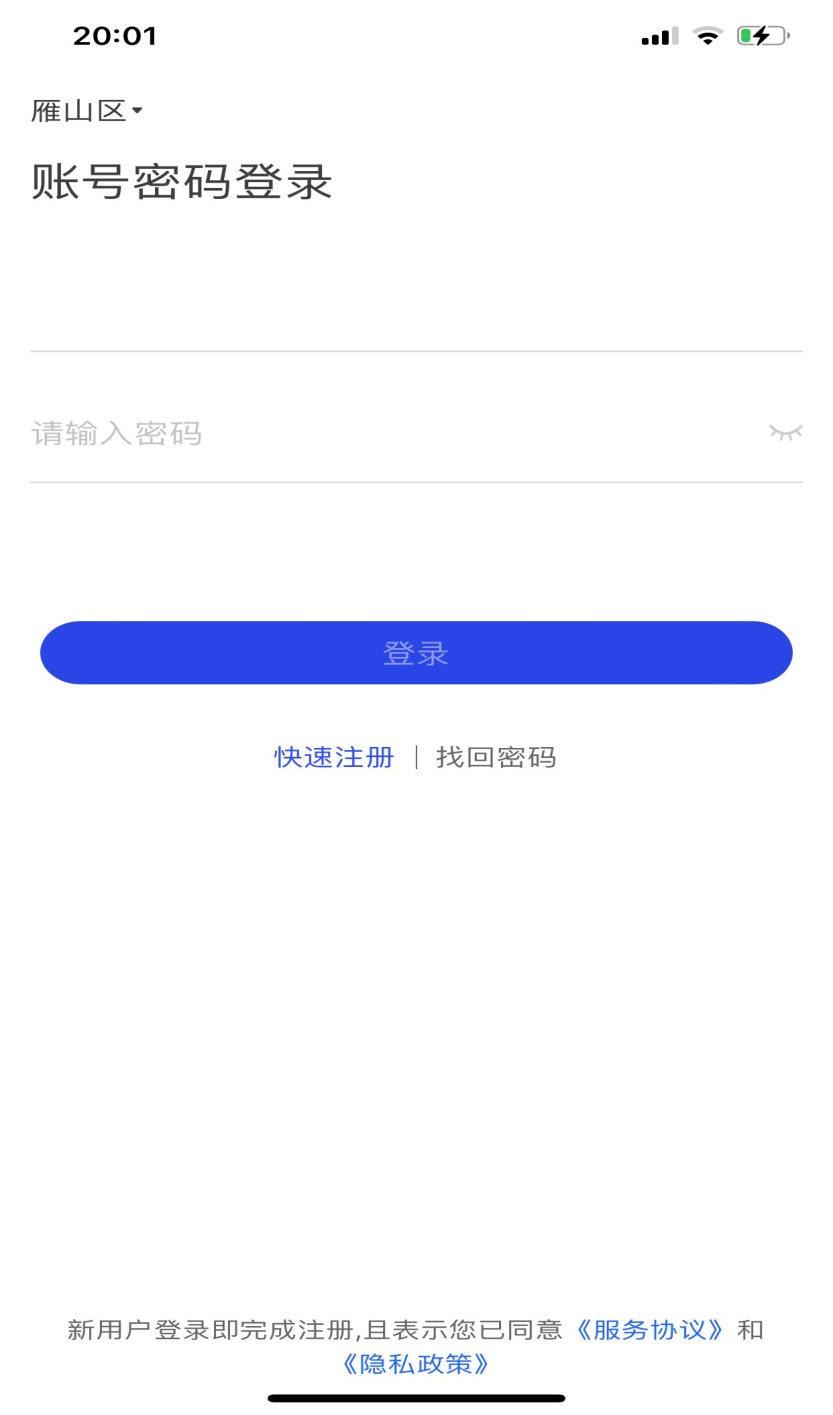 20:01
雁山区
账号密码登录
请输入密码
登录
快速注册 | 找回密码
新用户登录即完成注册,且表示您已同意《服务协议》和
《隐私政策》